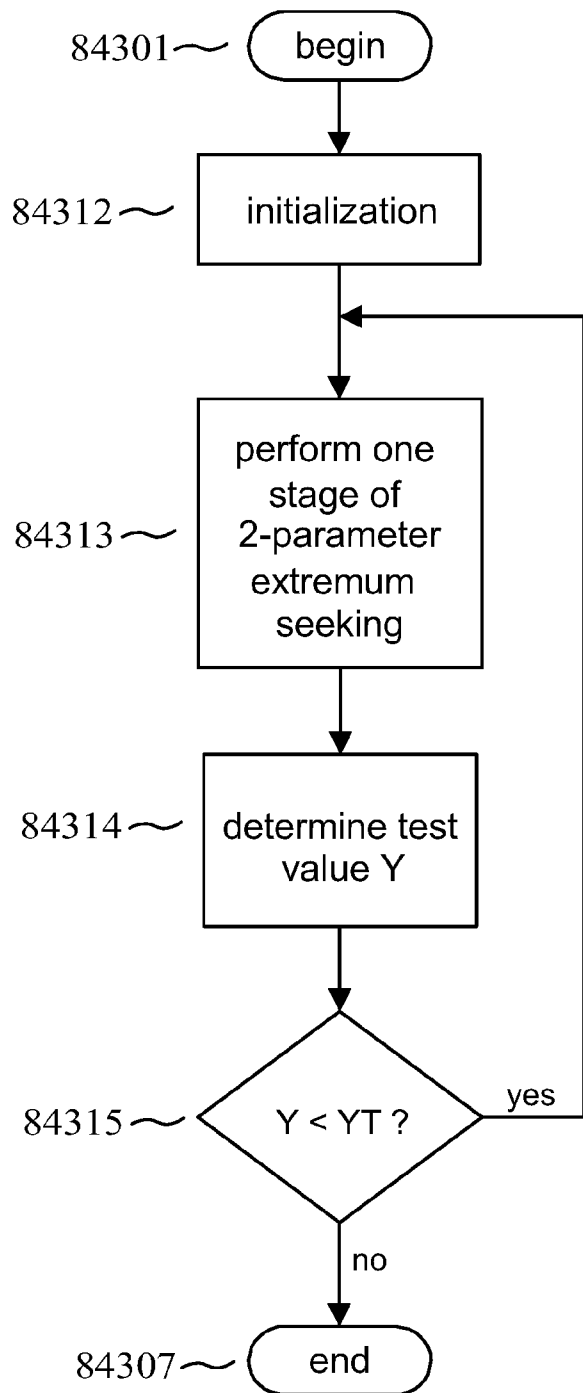 84301
begin
84312
initialization
84313
perform one
stage of
2-parameter
extremum
seeking
84314
determine test
value Y
84315
Y < YT ?
yes
no
84307
end